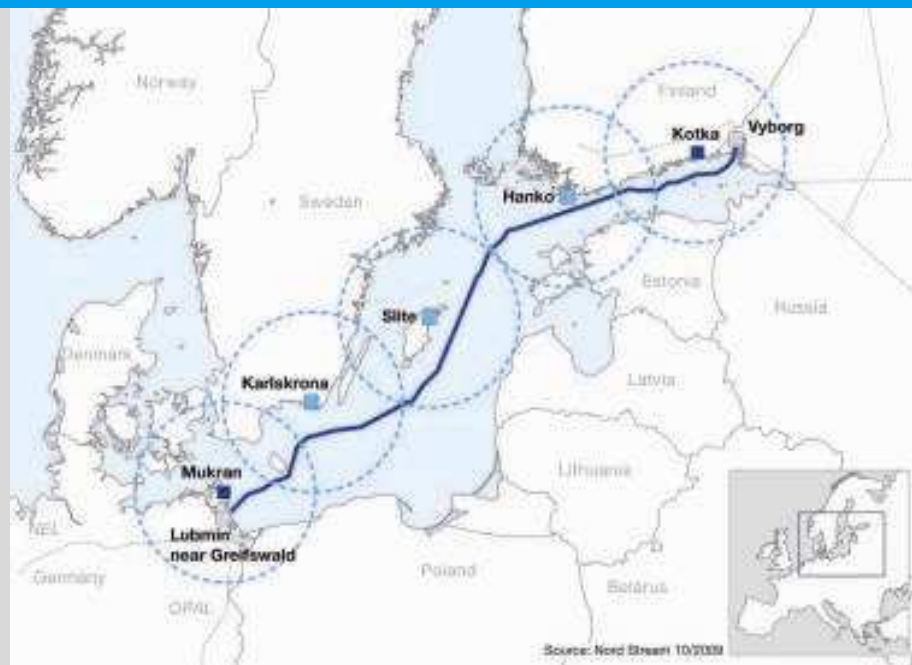 Norway
Finland
Kotka
Vyborg
Hanko
Sweden
Estonia
Slite
Russia
Denmark
Karlskrona
Latvia
Lithuania
Mukran
NEL
Lubmin
near Greifswald
Germany
Poland
Belarus
OPAL
Source: Nord Stream 10/2009